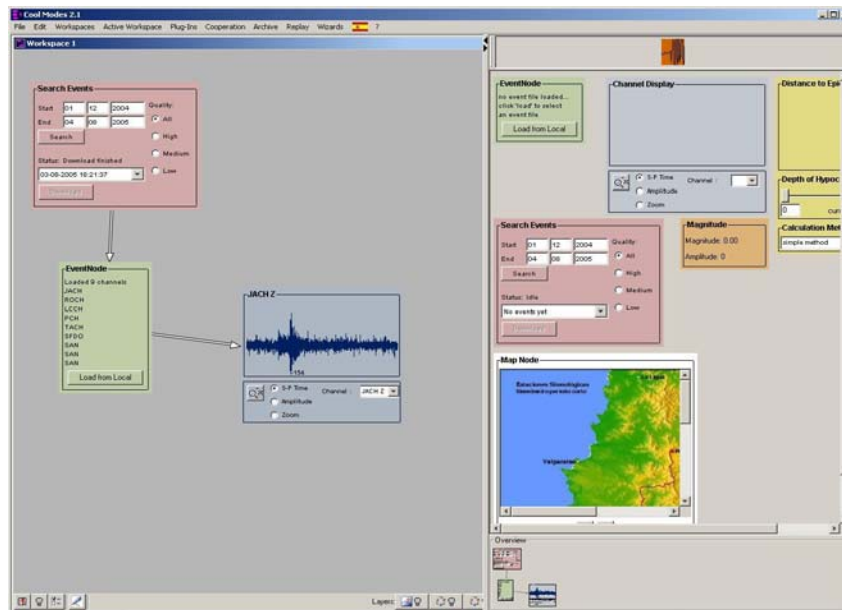 Cool Modes 2.1
File Edit Workspaces Active Workspace Plug-Ins Cooperation Archive Replay Wizards ?
Workspace 1
Search Events
Start 01 12 2004 Quality:
End 04 08 2005 All
Search High
Medium
Status: Download finished
Low
03-08-2005 18:21:37
Download
EventNode
Loaded 9 channels
JACH
ROCH
LCCH
PCH
TACH
SFDO
SAN
SAN
SAN
Load from Local
JACH Z
154
S-P Time Channel : JACH Z
Amplitude
Zoom
Layers:
EventNode
no event file loaded...
click 'load' to select
an event file
Load from Local
Channel Display
S-P Time Channel :
Amplitude
Zoom
Distance to Epi
Depth of Hypoc
0
Calculation Met
simple method
Search Events
Start 01 12 2004 Quality:
End 04 08 2005 All
Search High
Medium
Status: Idle
Low
No events yet
Download
Magnitude
Magnitude: 0.00
Amplitude: 0
Map Node
Estaciones Sismologicas
Valparaiso
Overview